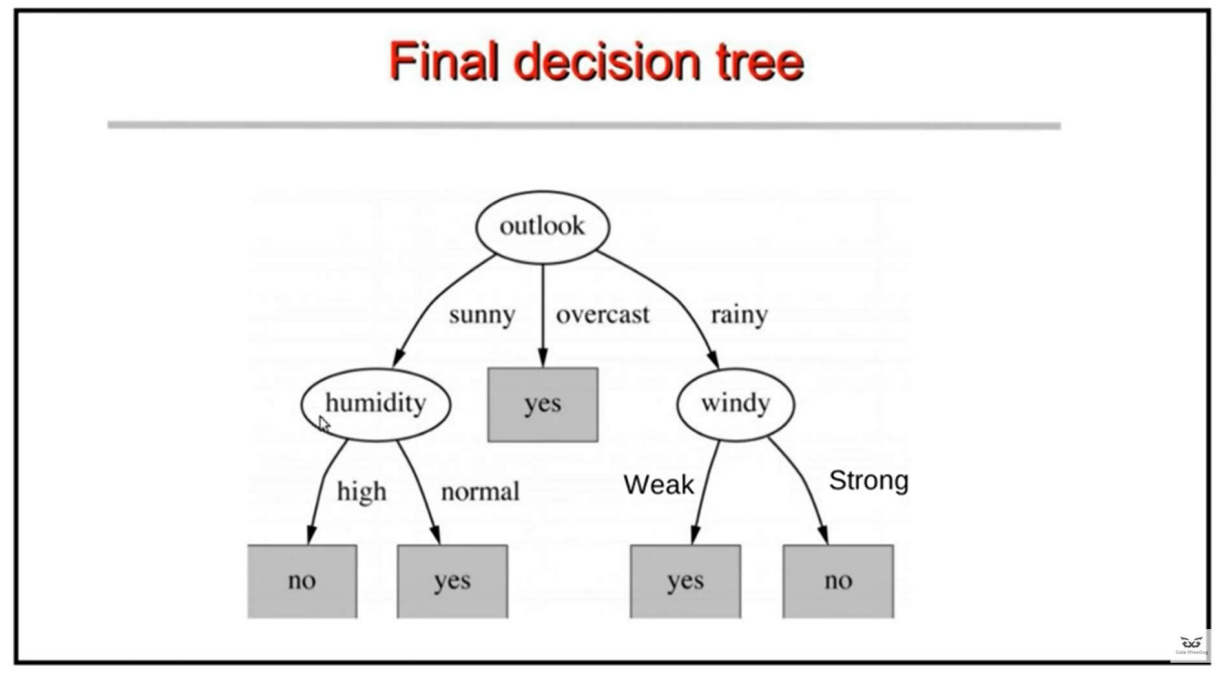 Final decision tree
outlook
sunny overcast rainy
humidity yes windy
high normal Weak Strong
no yes yes no